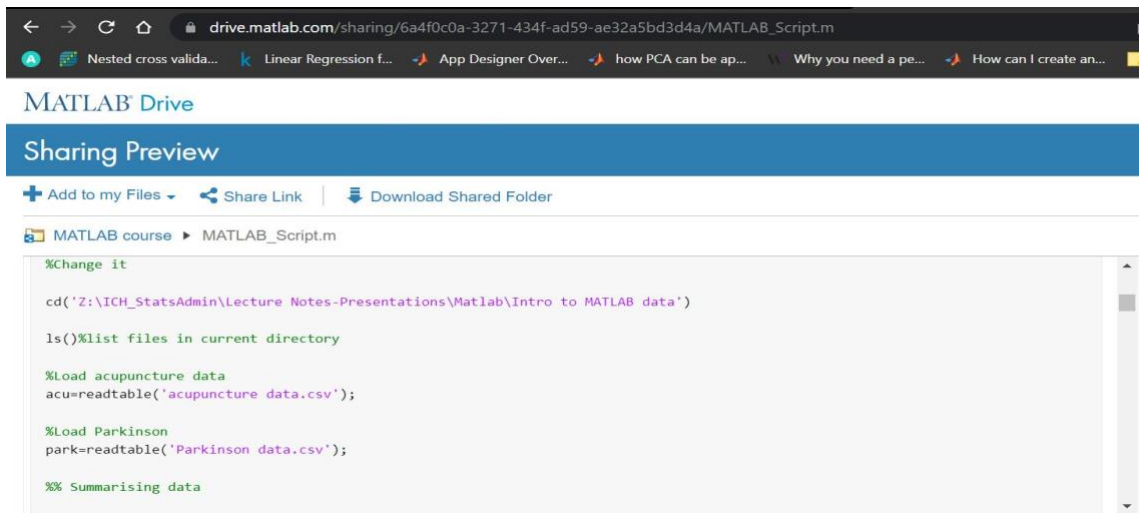 drive.matlab.com/sharing/6a4f0c0a-3271-434f-ad59-ae32a5bd3d4a/MATLAB_Script.m
A Nested cross valida... k Linear Regression f... App Designer Over... how PCA can be ap... Why you need a pe... How can I create an...
MATLAB® Drive
Sharing Preview
Add to my Files Share Link Download Shared Folder
MATLAB course MATLAB_Script.m
%Change it
cd('Z:\ICH_StatsAdmin\Lecture Notes-Presentations\Matlab\Intro to MATLAB data')
ls()%list files in current directory
%Load acupuncture data
acu=readtable('acupuncture data.csv');
%Load Parkinson
park=readtable('Parkinson data.csv');
%% Summarising data